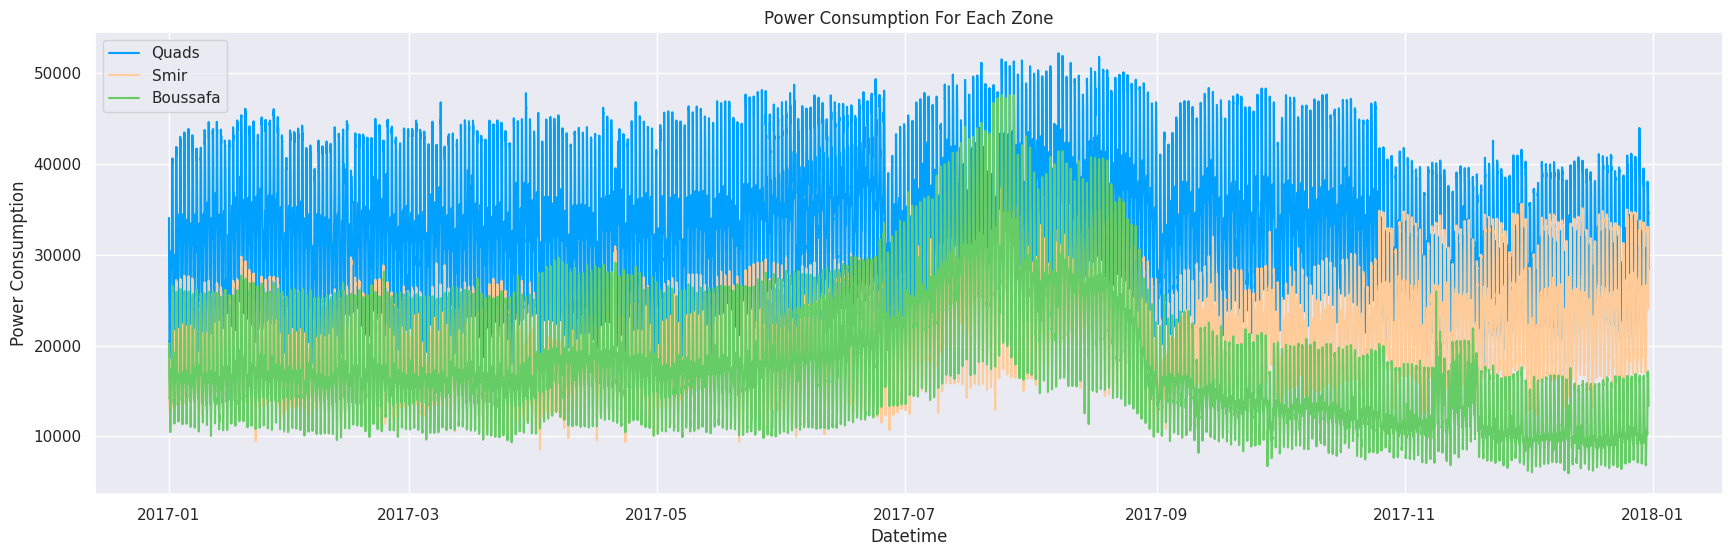 Power Consumption For Each Zone
Quads
Smir
Boussafa
Power Consumption
50000
40000
30000
20000
10000
2017-01
2017-03
2017-05
2017-07
2017-09
2017-11
2018-01
Datetime